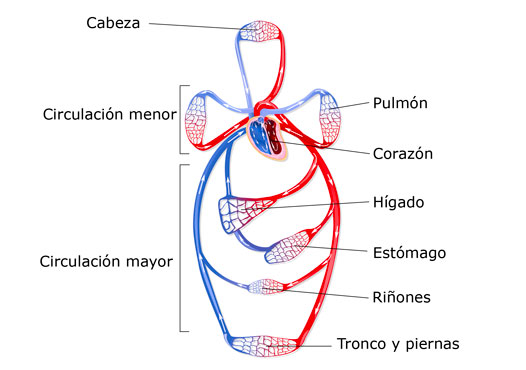 Cabeza
Circulación menor
Pulmón
Corazón
Hígado
Circulación mayor
Estómago
Riñones
Tronco y piernas